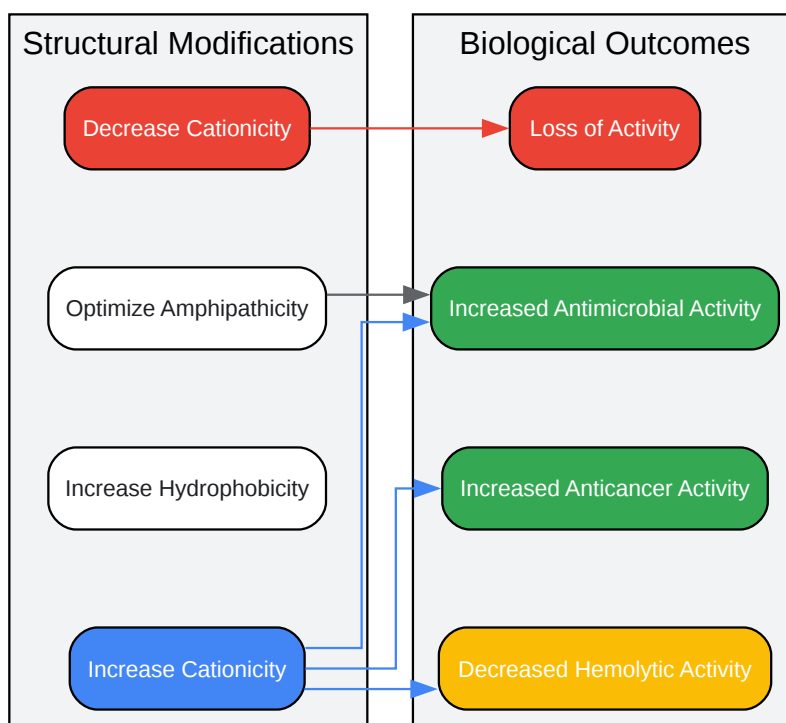 Structural Modifications
Decrease Cationicity
Optimize Amphipathicity
Increase Hydrophobicity
Increase Cationicity
Biological Outcomes
Loss of Activity
Increased Antimicrobial Activity
Increased Anticancer Activity
Decreased Hemolytic Activity